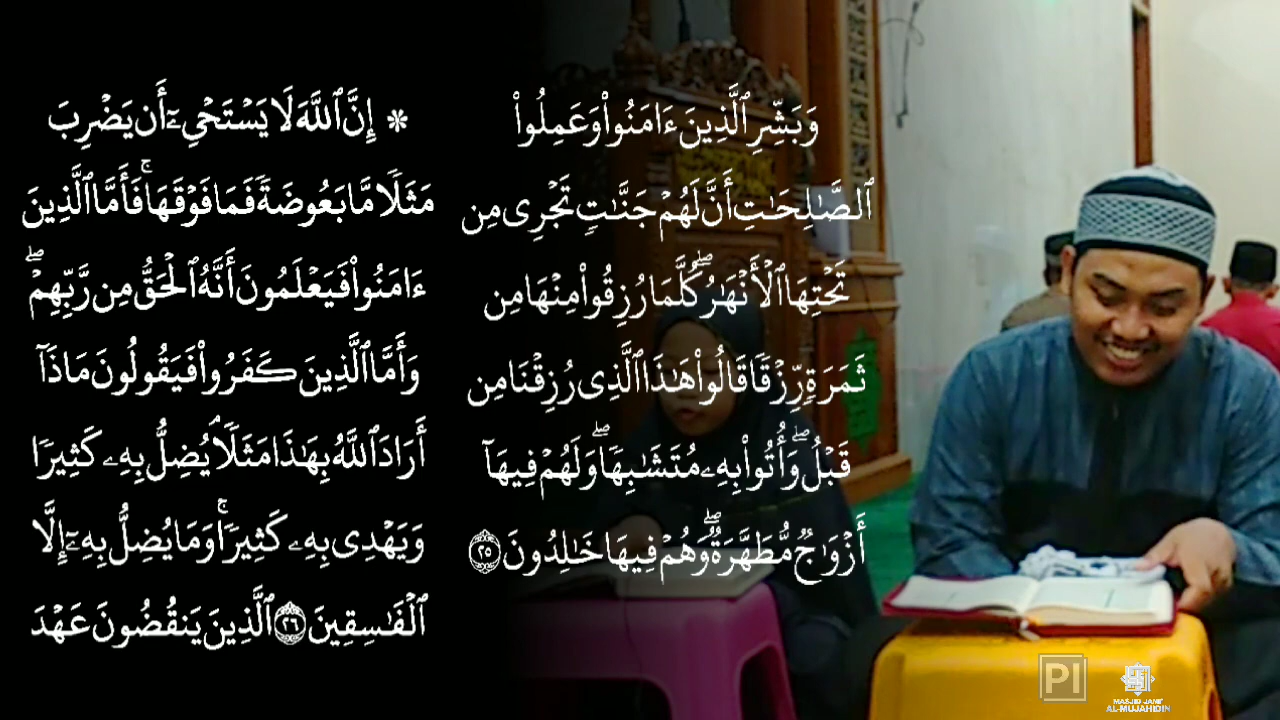 وَبَشِّرِ ٱلَّذِينَ ءَامَنُوا۟ وَعَمِلُوا۟
ٱلصَّـٰلِحَـٰتِ أَنَّ لَهُمْ جَنَّـٰتٍ تَجْرِى مِن
تَحْتِهَا ٱلْأَنْهَـٰرُ ۖ كُلَّمَا رُزِقُوا۟ مِنْهَا مِن
ثَمَرَةٍ رِّزْقًا قَالُوا۟ هَـٰذَا ٱلَّذِى رُزِقْنَا مِن
قَبْلُ ۖ وَأُتُوا۟ بِهِۦ مُتَشَـٰبِهًا ۖ وَلَهُمْ فِيهَآ
أَزْوَٰجٌ مُّطَهَّرَةٌ ۖ وَهُمْ فِيهَا خَـٰلِدُونَ ٢٥
* إِنَّ ٱللَّهَ لَا يَسْتَحْىِۦٓ أَن يَضْرِبَ
مَثَلًا مَّا بَعُوضَةً فَمَا فَوْقَهَا ۚ فَأَمَّا ٱلَّذِينَ
ءَامَنُوا۟ فَيَعْلَمُونَ أَنَّهُ ٱلْحَقُّ مِن رَّبِّهِمْ ۖ
وَأَمَّا ٱلَّذِينَ كَفَرُوا۟ فَيَقُولُونَ مَاذَآ
أَرَادَ ٱللَّهُ بِهَـٰذَا مَثَلًا ۘ يُضِلُّ بِهِۦ كَثِيرًا
وَيَهْدِى بِهِۦ كَثِيرًا ۚ وَمَا يُضِلُّ بِهِۦٓ إِلَّا
ٱلْفَـٰسِقِينَ ٢٦ ٱلَّذِينَ يَنقُضُونَ عَهْدَ
PI
MASJID JAMI'
AL-MUJAHIDIN